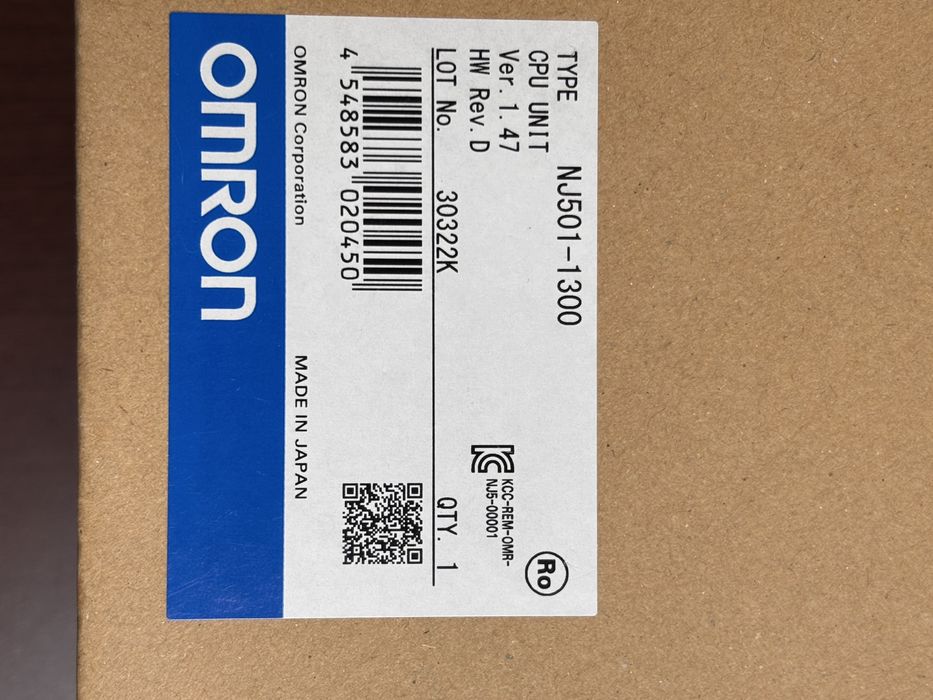 TYPE NJ501-1300
CPU UNIT
Ver. 1.47
HW Rev. D
KCC-REM-OMR-
NJ5-00001
Ro
LOT No. 30322K QTY. 1
4 548583 020450
OMRON Corporation MADE IN JAPAN
OMRON